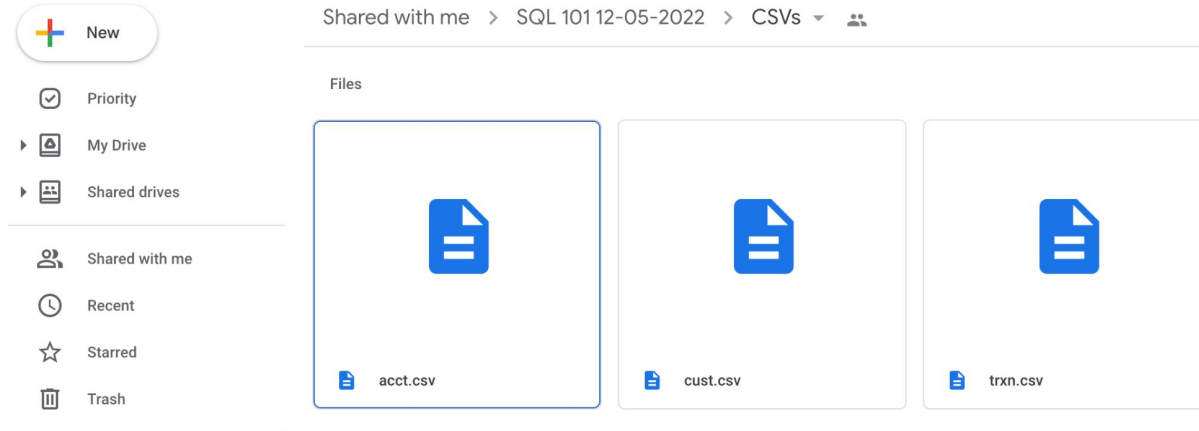 New
Priority
My Drive
Shared drives
Shared with me
Recent
Starred
Trash
Shared with me > SQL 101 12-05-2022 > CSVs
Files
acct.csv
cust.csv
trxn.csv